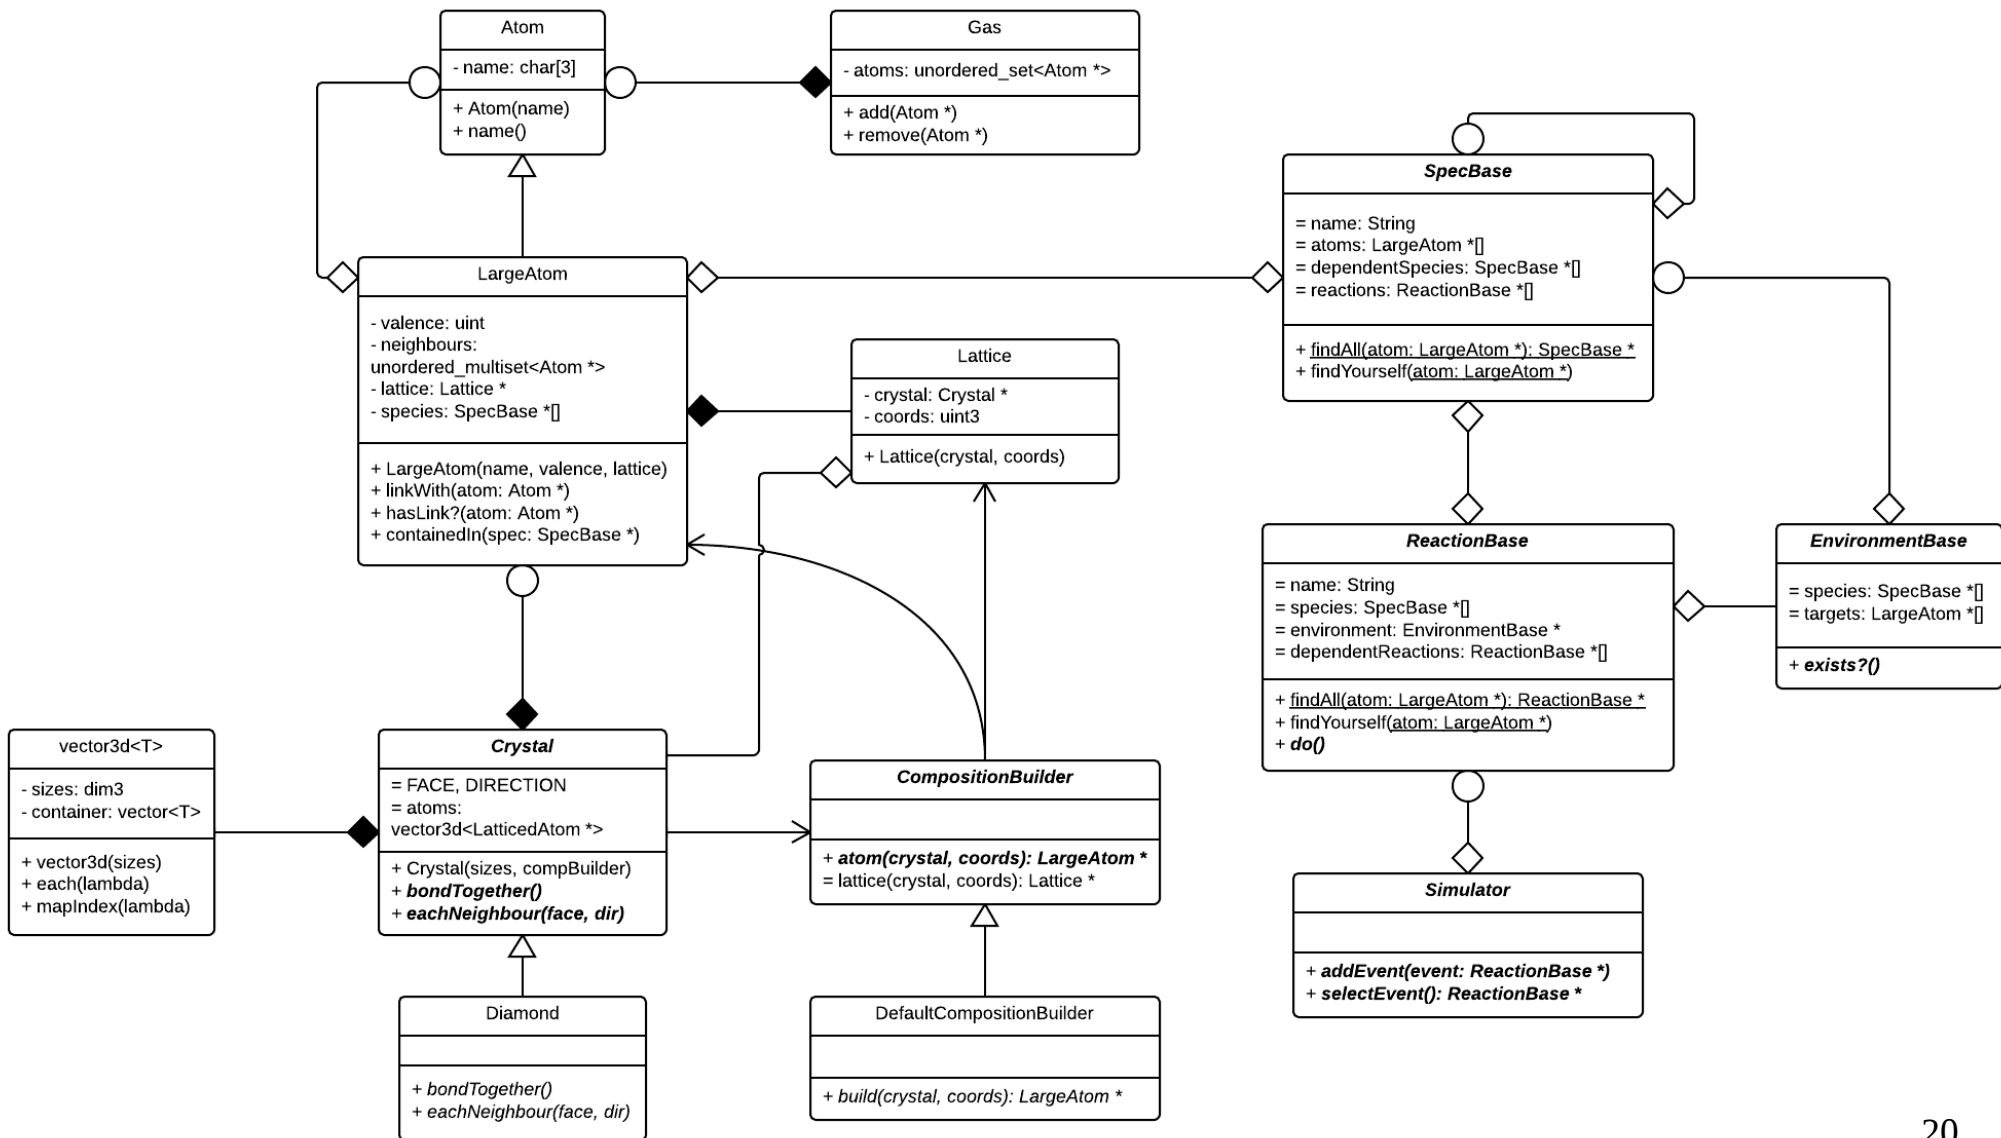 Atom
- name: char[3]
+ Atom(name)
+ name()
Gas
- atoms: unordered_set<Atom *>
+ add(Atom *)
+ remove(Atom *)
SpecBase
= name: String
= atoms: LargeAtom *[]
= dependentSpecies: SpecBase *[]
= reactions: ReactionBase *[]
+ findAll(atom: LargeAtom *): SpecBase *
+ findYourself(atom: LargeAtom *)
LargeAtom
- valence: uint
- neighbours:
unordered_multiset<Atom *>
- lattice: Lattice *
- species: SpecBase *[]
+ LargeAtom(name, valence, lattice)
+ linkWith(atom: Atom *)
+ hasLink?(atom: Atom *)
+ containedIn(spec: SpecBase *)
Lattice
- crystal: Crystal *
- coords: uint3
+ Lattice(crystal, coords)
ReactionBase
= name: String
= species: SpecBase *[]
= environment: EnvironmentBase *
= dependentReactions: ReactionBase *[]
+ findAll(atom: LargeAtom *): ReactionBase *
+ findYourself(atom: LargeAtom *)
+ do()
EnvironmentBase
= species: SpecBase *[]
= targets: LargeAtom *[]
+ exists?()
vector3d<T>
- sizes: dim3
- container: vector<T>
+ vector3d(sizes)
+ each(lambda)
+ mapIndex(lambda)
Crystal
= FACE, DIRECTION
= atoms:
vector3d<LatticedAtom *>
+ Crystal(sizes, compBuilder)
+ bondTogether()
+ eachNeighbour(face, dir)
CompositionBuilder
+ atom(crystal, coords): LargeAtom *
= lattice(crystal, coords): Lattice *
Simulator
+ addEvent(event: ReactionBase *)
+ selectEvent(): ReactionBase *
Diamond
+ bondTogether()
+ eachNeighbour(face, dir)
DefaultCompositionBuilder
+ build(crystal, coords): LargeAtom *
20